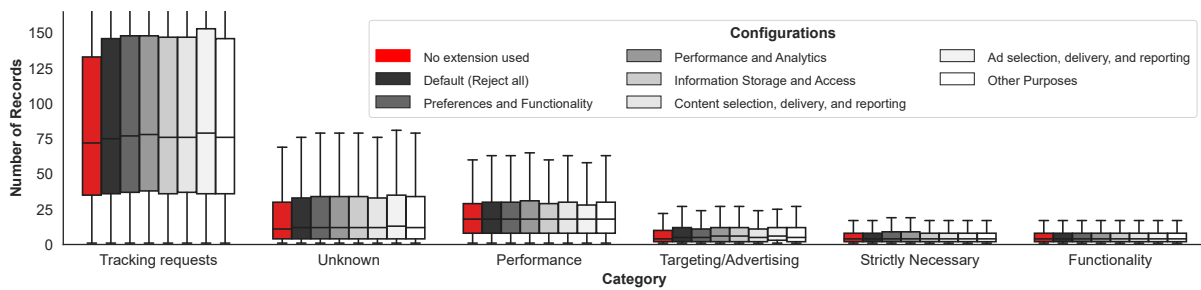 Configurations
No extension used
Default (Reject all)
Preferences and Functionality
Performance and Analytics
Information Storage and Access
Content selection, delivery, and reporting
Ad selection, delivery, and reporting
Other Purposes
Number of Records
150
125
100
75
50
25
0
Tracking requests
Unknown
Performance
Targeting/Advertising
Strictly Necessary
Functionality
Category